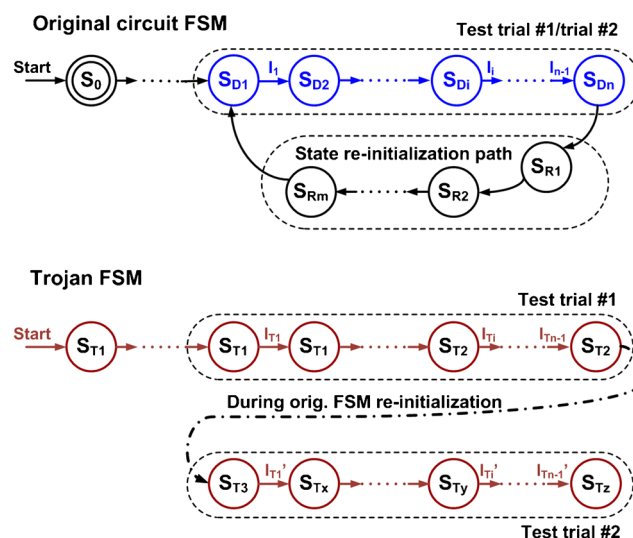 Original circuit FSM
Test trial #1/trial #2
Start
S0
SD1
I1
SD2
SDi
Ii
In-1
SDn
State re-initialization path
SRm
SR2
SR1
Trojan FSM
Test trial #1
Start
ST1
ST1
IT1
ST1
ST2
ITi
ITn-1
ST2
During orig. FSM re-initialization
ST3
IT1'
STx
STy
ITi'
ITn-1'
STz
Test trial #2